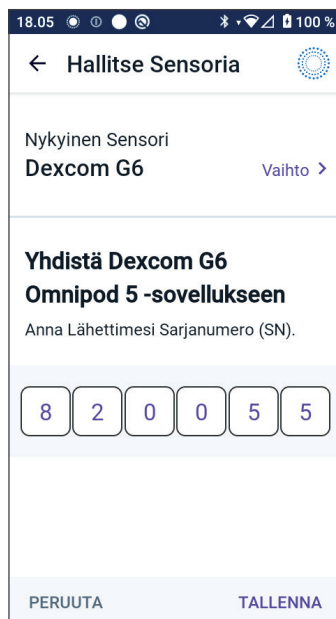 18.05 100 %
Hallitse Sensoria
Nykyinen Sensori
Dexcom G6
Vaihto
Yhdistä Dexcom G6
Omnipod 5 -sovellukseen
Anna Lähettimesi Sarjanumero (SN).
8 2 0 0 5 5
PERUUTA TALLENNA